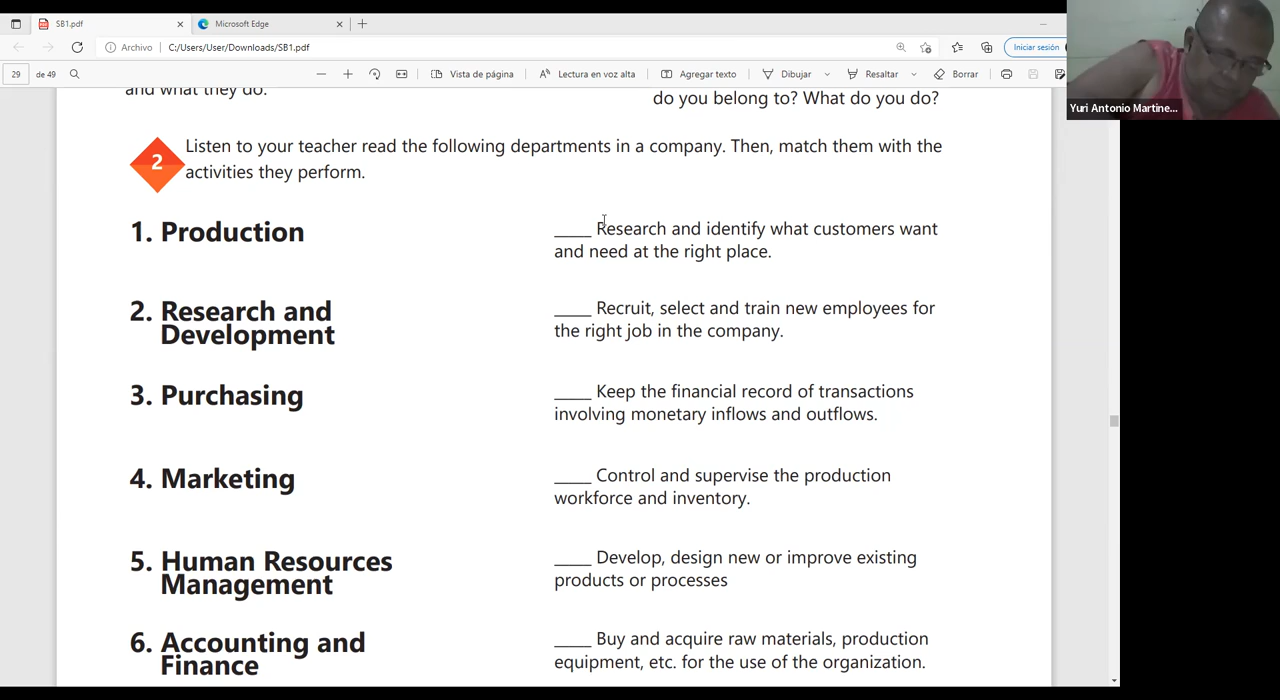 SB1.pdf
Microsoft Edge
Archivo
C:/Users/User/Downloads/SB1.pdf
Iniciar sesión
29 de 49
Vista de página
Lectura en voz alta
Agregar texto
Dibujar
Resaltar
Borrar
Yuri Antonio Martine...
and what they do.
do you belong to? What do you do?
2
Listen to your teacher read the following departments in a company. Then, match them with the
activities they perform.
1. Production
_____ Research and identify what customers want
and need at the right place.
2. Research and
Development
_____ Recruit, select and train new employees for
the right job in the company.
3. Purchasing
_____ Keep the financial record of transactions
involving monetary inflows and outflows.
4. Marketing
_____ Control and supervise the production
workforce and inventory.
5. Human Resources
Management
_____ Develop, design new or improve existing
products or processes
6. Accounting and
Finance
_____ Buy and acquire raw materials, production
equipment, etc. for the use of the organization.